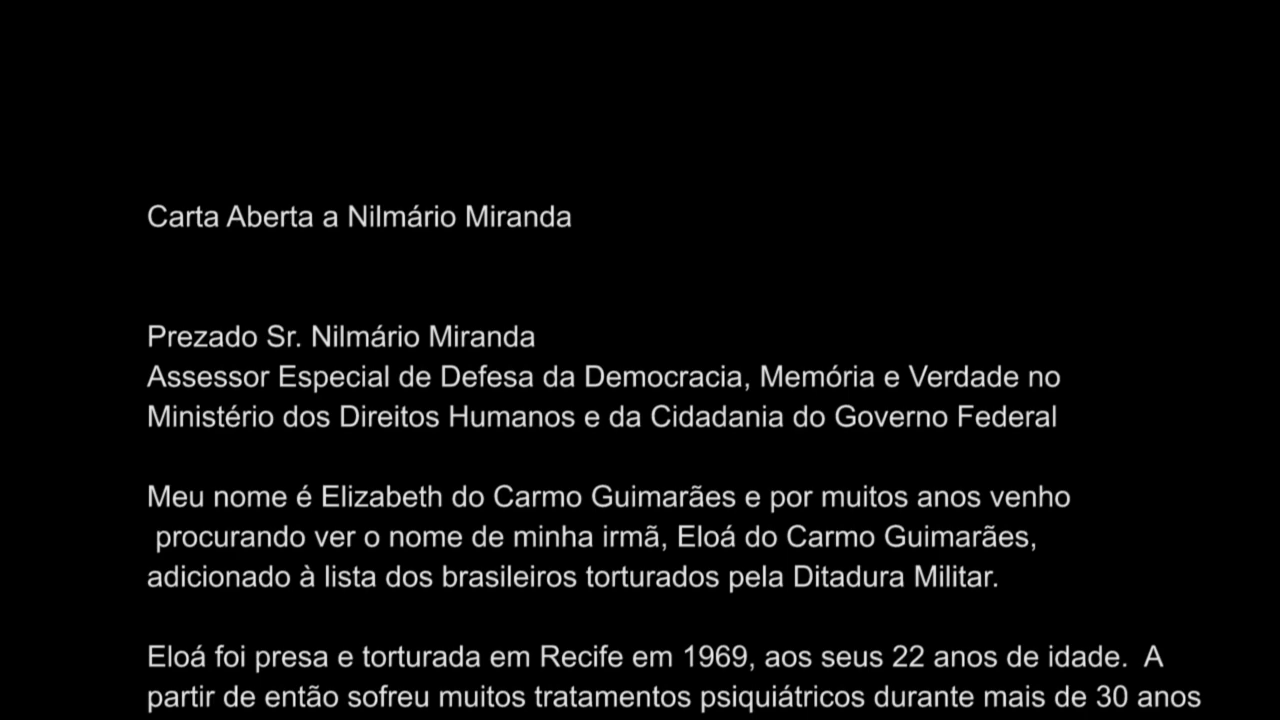 Carta Aberta a Nilmário Miranda
Prezado Sr. Nilmário Miranda
Assessor Especial de Defesa da Democracia, Memória e Verdade no
Ministério dos Direitos Humanos e da Cidadania do Governo Federal
Meu nome é Elizabeth do Carmo Guimarães e por muitos anos venho
procurando ver o nome de minha irmã, Eloá do Carmo Guimarães,
adicionado à lista dos brasileiros torturados pela Ditadura Militar.
Eloá foi presa e torturada em Recife em 1969, aos seus 22 anos de idade.  A
partir de então sofreu muitos tratamentos psiquiátricos durante mais de 30 anos